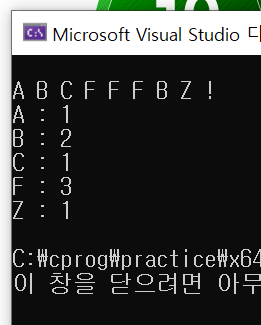 Microsoft Visual Studio 디
A B C F F F B Z !
A : 1
B : 2
C : 1
F : 3
Z : 1
C:\cprog\practice\x64
이 창을 닫으려면 아무